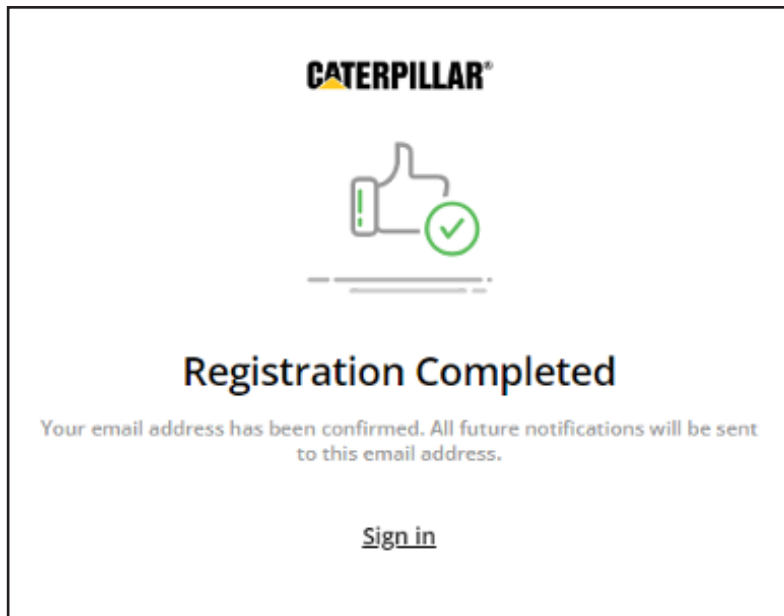 CATERPILLAR®
Registration Completed
Your email address has been confirmed. All future notifications will be sent
to this email address.
Sign in